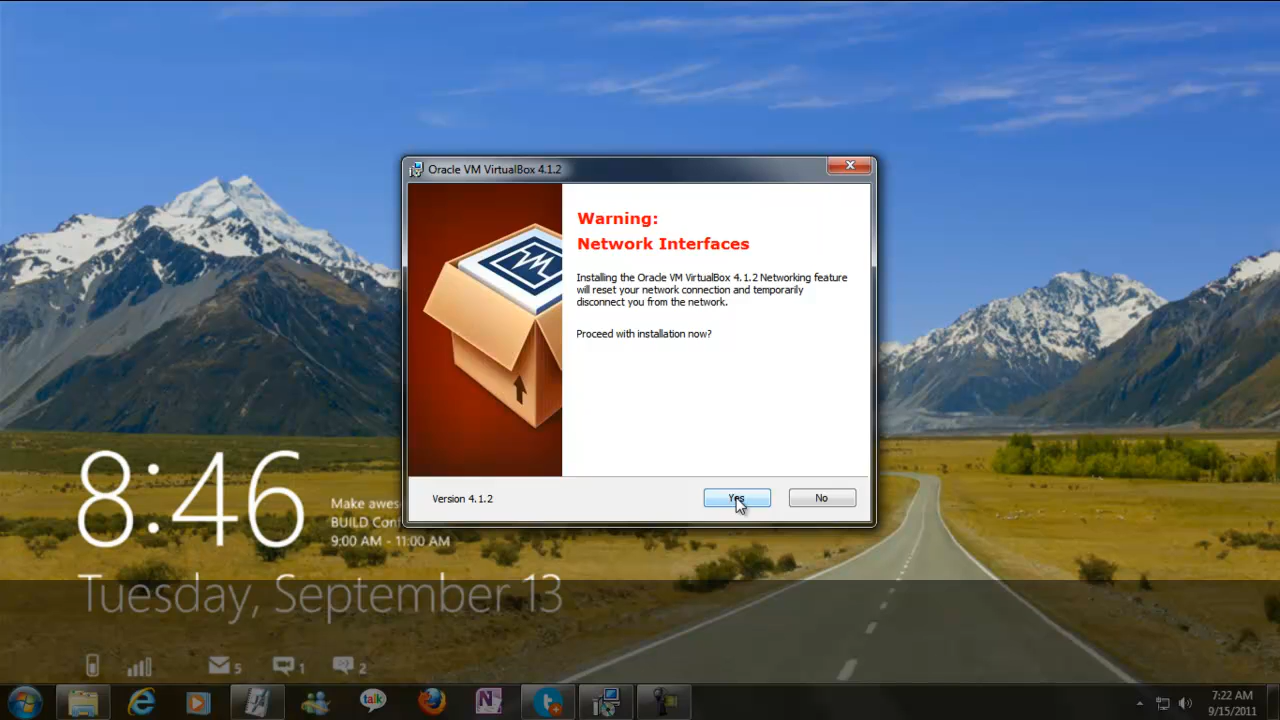 Oracle VM VirtualBox 4.1.2
Warning:
Network Interfaces
Installing the Oracle VM VirtualBox 4.1.2 Networking feature
will reset your network connection and temporarily
disconnect you from the network.
Proceed with installation now?
Version 4.1.2
Yes
No
8:46
Make awes
BUILD Con
9:00 AM - 11:00 AM
Tuesday, September 13
5
1
2
talk
N
t
7:22 AM
9/15/2011